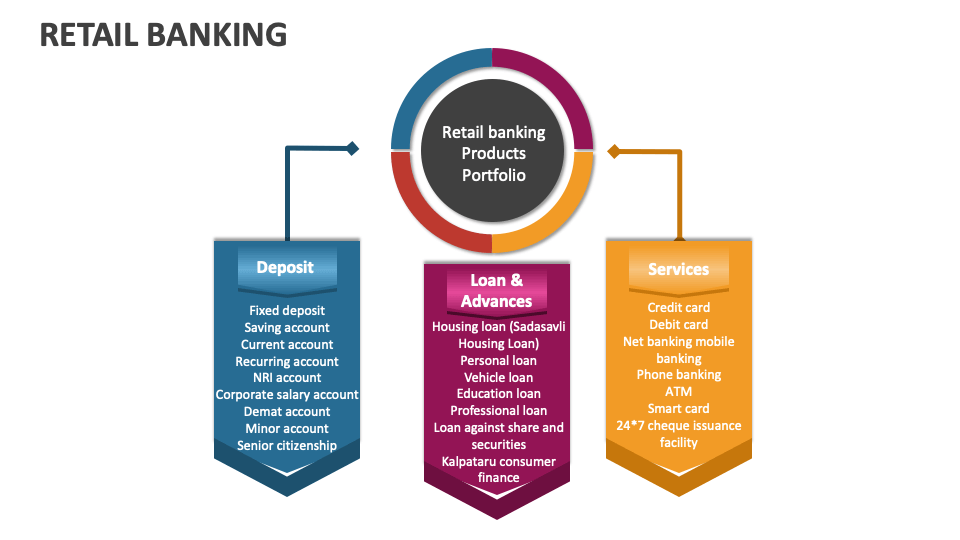 RETAIL BANKING
Retail banking
Products
Portfolio
Deposit
Fixed deposit
Saving account
Current account
Recurring account
NRI account
Corporate salary account
Demat account
Minor account
Senior citizenship
Loan &
Advances
Housing loan (Sadasavli
Housing Loan)
Personal loan
Vehicle loan
Education loan
Professional loan
Loan against share and
securities
Kalpataru consumer
finance
Services
Credit card
Debit card
Net banking mobile
banking
Phone banking
ATM
Smart card
24*7 cheque issuance
facility